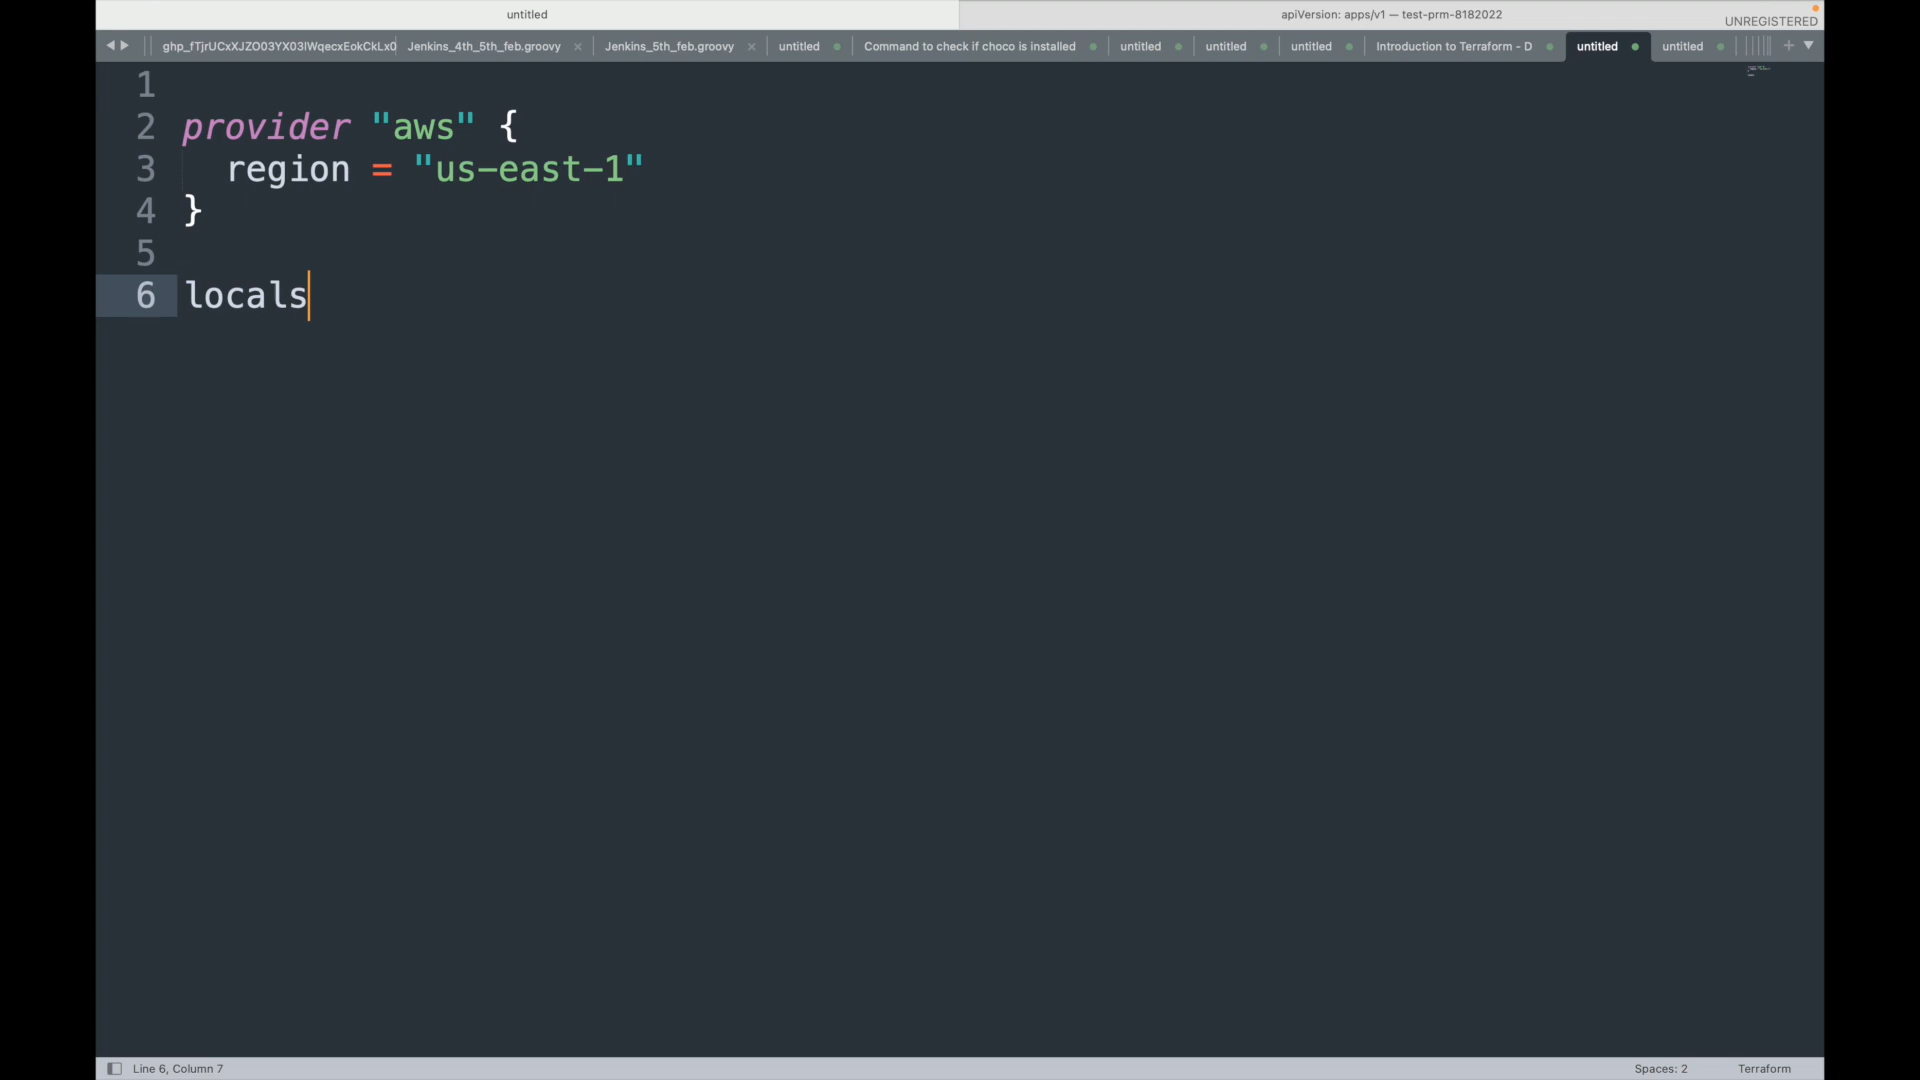 untitled
apiVersion: apps/v1 — test-prm-8182022
UNREGISTERED
Jenkins_4th_5th_feb.groovy
Jenkins_5th_feb.groovy
untitled
Command to check if choco is installed
untitled
untitled
untitled
Introduction to Terraform - D
untitled
untitled
1
2 provider "aws" {
3 region = "us-east-1"
4 }
5
6 locals
Line 6, Column 7
Spaces: 2
Terraform